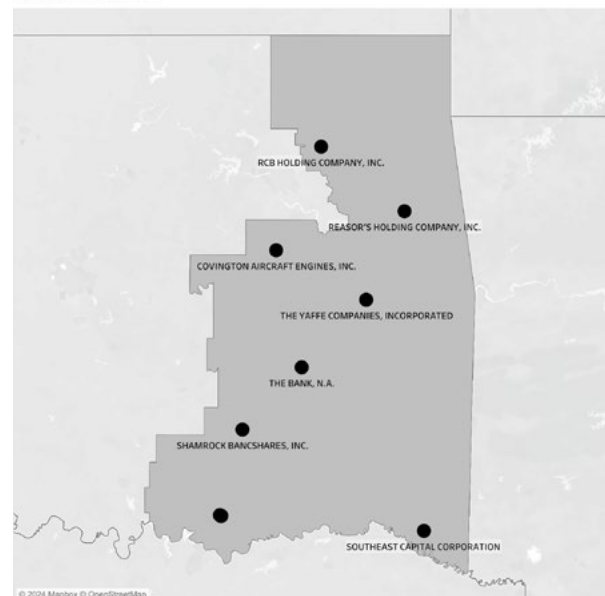 RCB HOLDING COMPANY, INC.
REASOR'S HOLDING COMPANY, INC.
COVINGTON AIRCRAFT ENGINES, INC.
THE YAFFE COMPANIES, INCORPORATED
THE BANK, N.A.
SHAMROCK BANCSHARES, INC.
SOUTHEAST CAPITAL CORPORATION
© 2024 Mapbox © OpenStreetMap